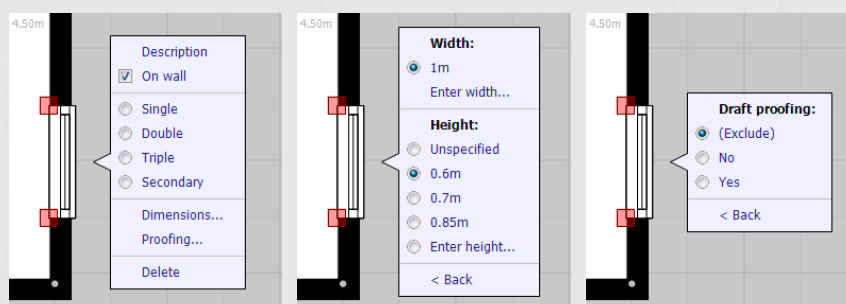 4.50m
Description
On wall
Single
Double
Triple
Secondary
Dimensions...
Proofing...
Delete
4.50m
Width:
1m
Enter width...
Height:
Unspecified
0.6m
0.7m
0.85m
Enter height...
< Back
4.50m
Draft proofing:
(Exclude)
No
Yes
< Back